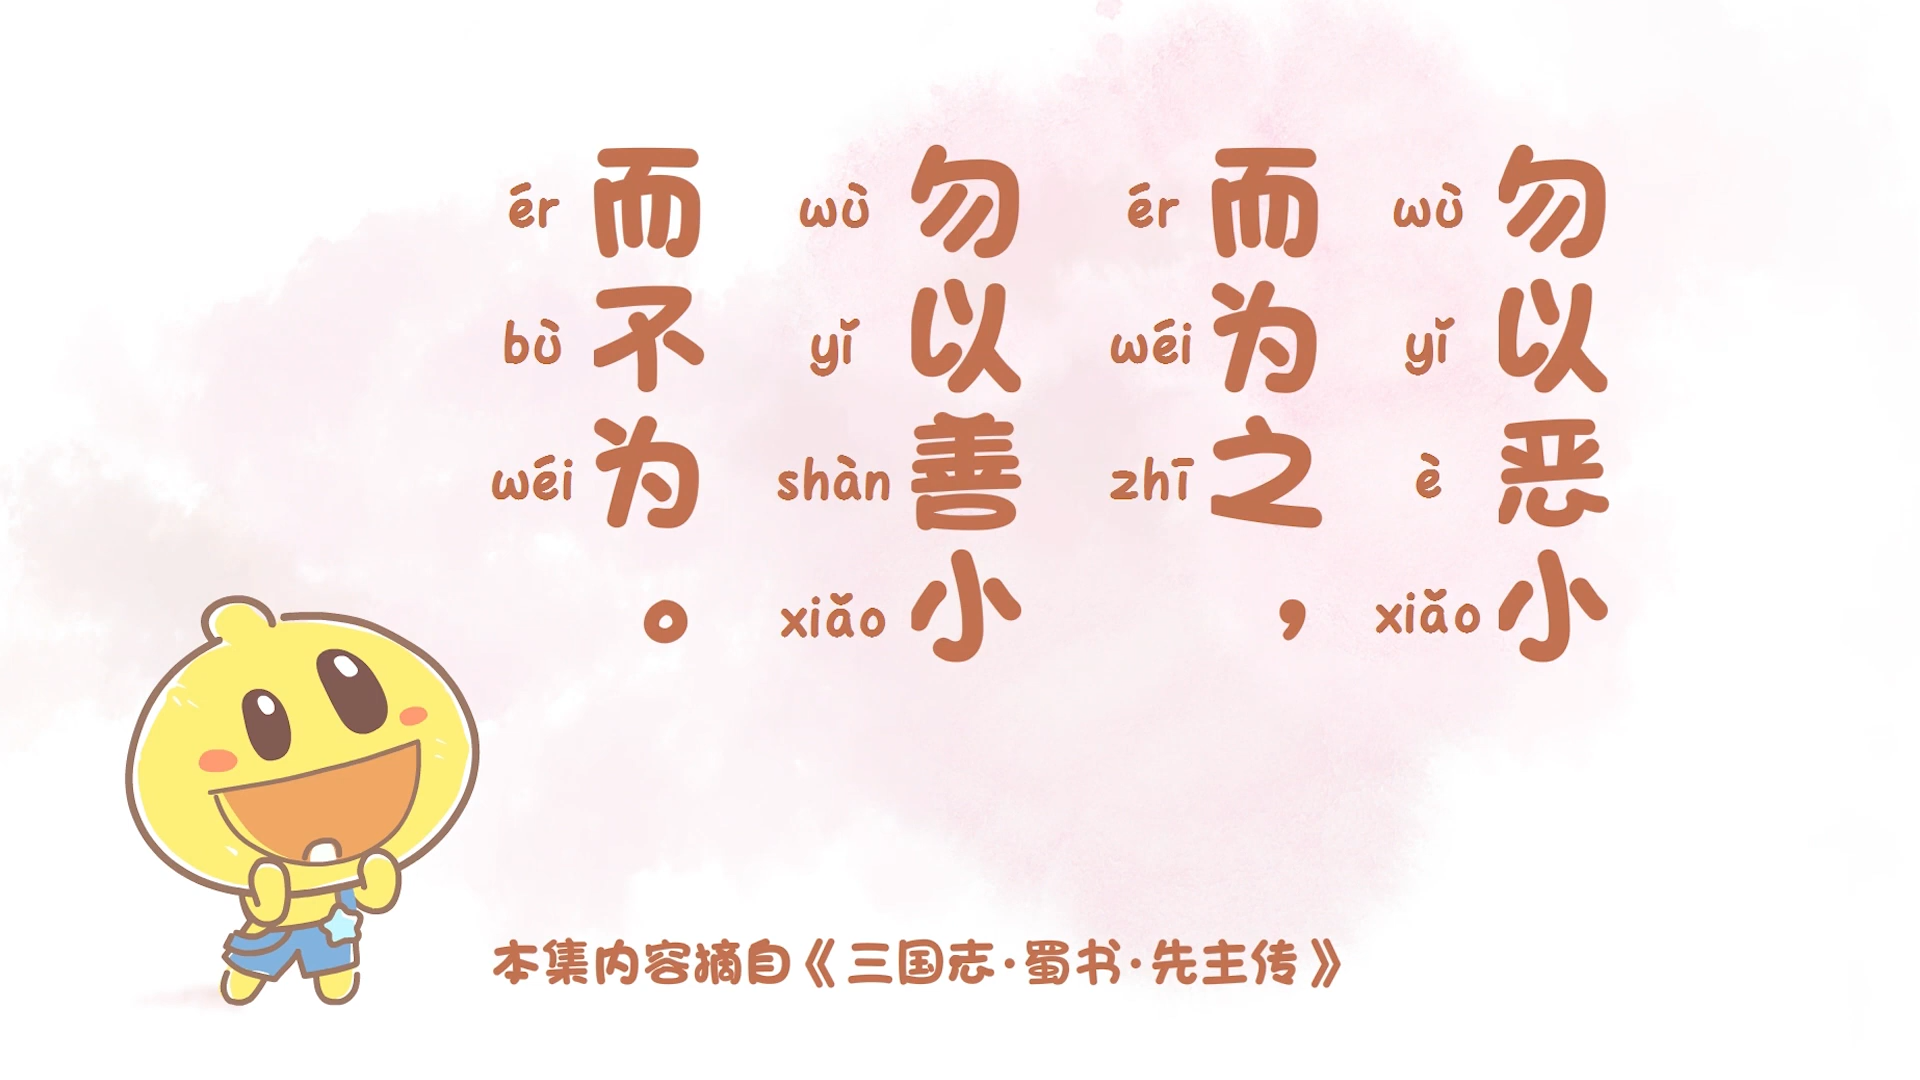 勿以恶小
wù yǐ è xiǎo
而为之，
ér wéi zhī
勿以善小
wù yǐ shàn xiǎo
而不为。
ér bù wéi
本集内容摘自《三国志·蜀书·先主传》